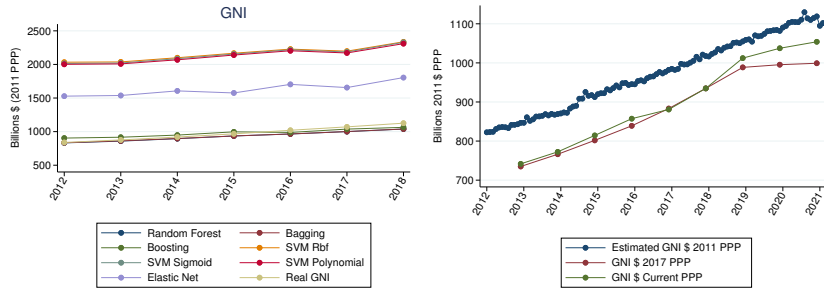 GNI
Billions $ (2011 PPP)
2500
2000
1500
1000
500
2012
2013
2014
2015
2016
2017
2018
Random Forest
Bagging
Boosting
SVM Rbf
SVM Sigmoid
SVM Polynomial
Elastic Net
Real GNI
Billions 2011 $ PPP
1100
1000
900
800
700
2012
2013
2014
2015
2016
2017
2018
2019
2020
2021
Estimated GNI $ 2011 PPP
GNI $ 2017 PPP
GNI $ Current PPP